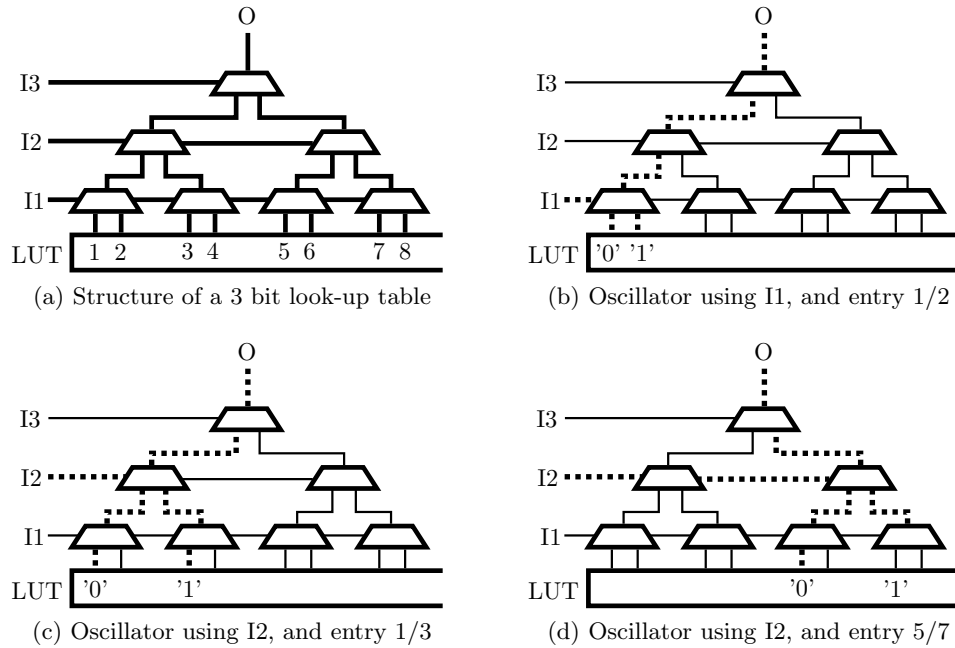 O
I3
I2
I1
1 2 3 4 5 6 7 8
LUT
(a) Structure of a 3 bit look-up table
O
I3
I2
I1
'0' '1'
LUT
(b) Oscillator using I1, and entry 1/2
O
I3
I2
I1
'0' '1'
LUT
(c) Oscillator using I2, and entry 1/3
O
I3
I2
I1
'0' '1'
LUT
(d) Oscillator using I2, and entry 5/7